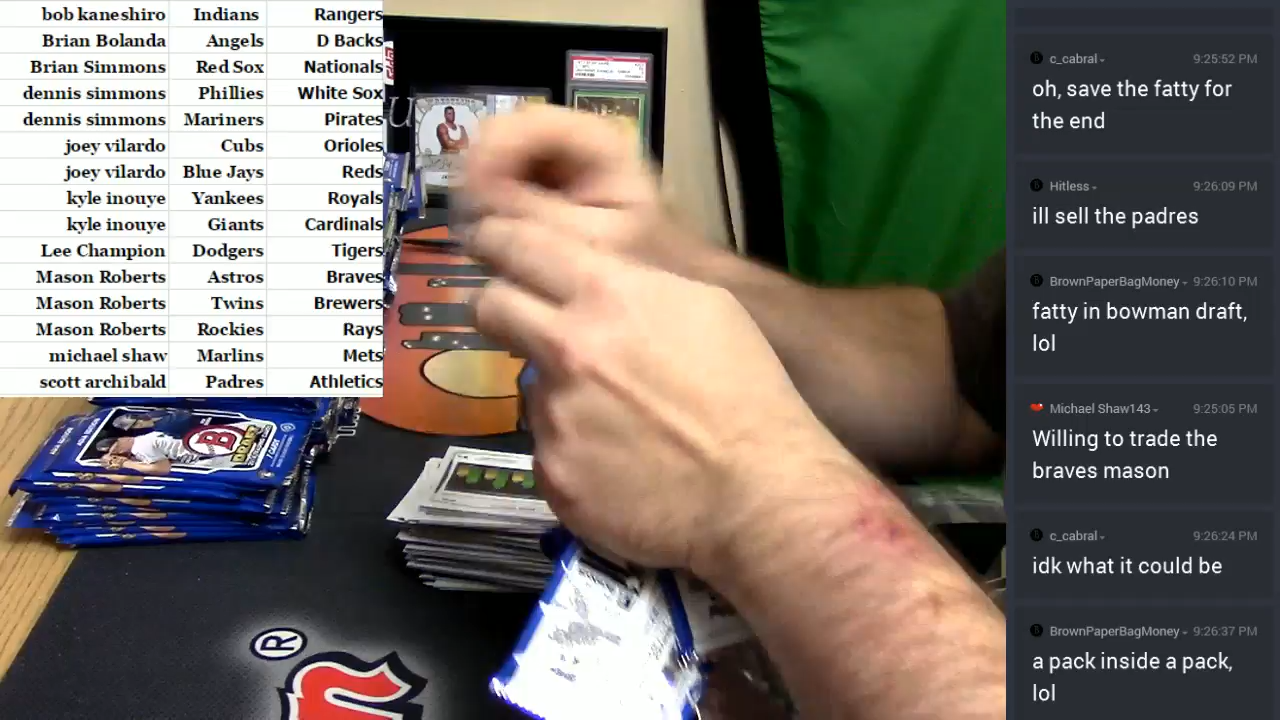 bob kaneshiro Indians Rangers
Brian Bolanda Angels D Backs
Brian Simmons Red Sox Nationals
dennis simmons Phillies White Sox
dennis simmons Mariners Pirates
joey vilardo Cubs Orioles
joey vilardo Blue Jays Reds
kyle inouye Yankees Royals
kyle inouye Giants Cardinals
Lee Champion Dodgers Tigers
Mason Roberts Astros Braves
Mason Roberts Twins Brewers
Mason Roberts Rockies Rays
michael shaw Marlins Mets
scott archibald Padres Athletics
B
DRAFT
7 CARDS
®
c_cabral 9:25:52 PM
oh, save the fatty for
the end
Hitless 9:26:09 PM
ill sell the padres
BrownPaperBagMoney 9:26:10 PM
fatty in bowman draft,
lol
Michael Shaw143 9:25:05 PM
Willing to trade the
braves mason
c_cabral 9:26:24 PM
idk what it could be
BrownPaperBagMoney 9:26:37 PM
a pack inside a pack,
lol